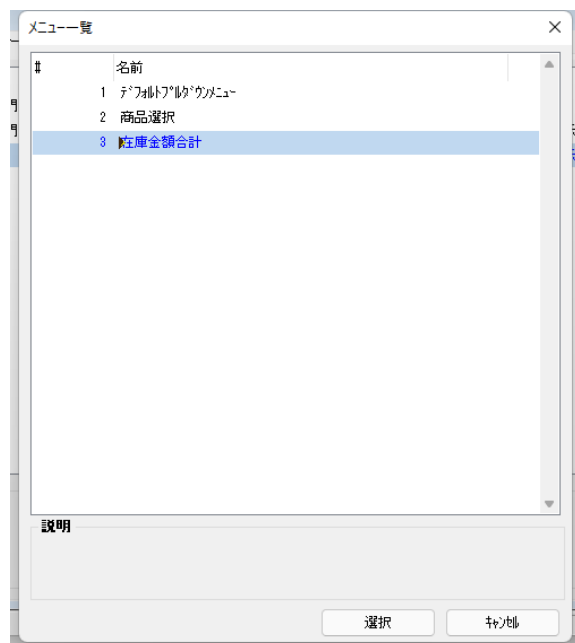 メニュー一覧
# 名前
1 ﾃﾞﾌｫﾙﾄﾌﾟﾙﾀﾞｳﾝﾒﾆｭｰ
2 商品選択
3 在庫金額合計
説明
選択 ｷｬﾝｾﾙ